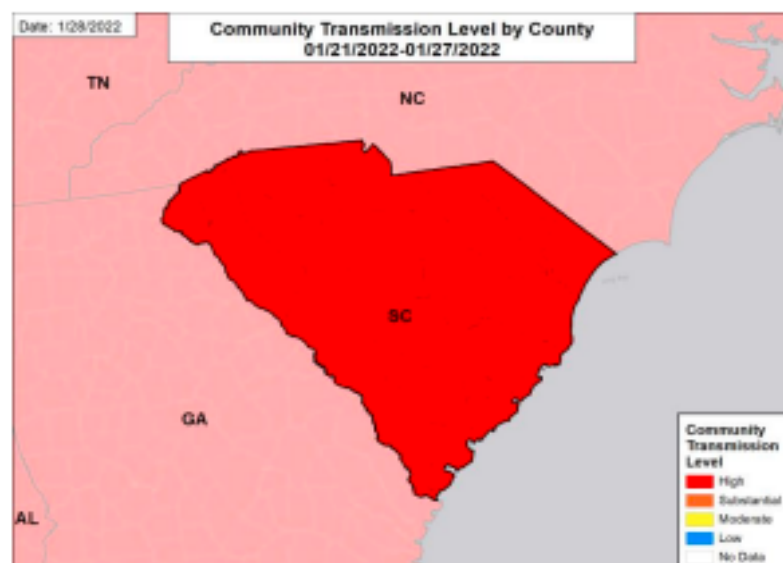 Date: 1/28/2022
Community Transmission Level by County
01/21/2022-01/27/2022
TN
NC
SC
GA
AL
Community
Transmission
Level
High
Substantial
Moderate
Low
No Data